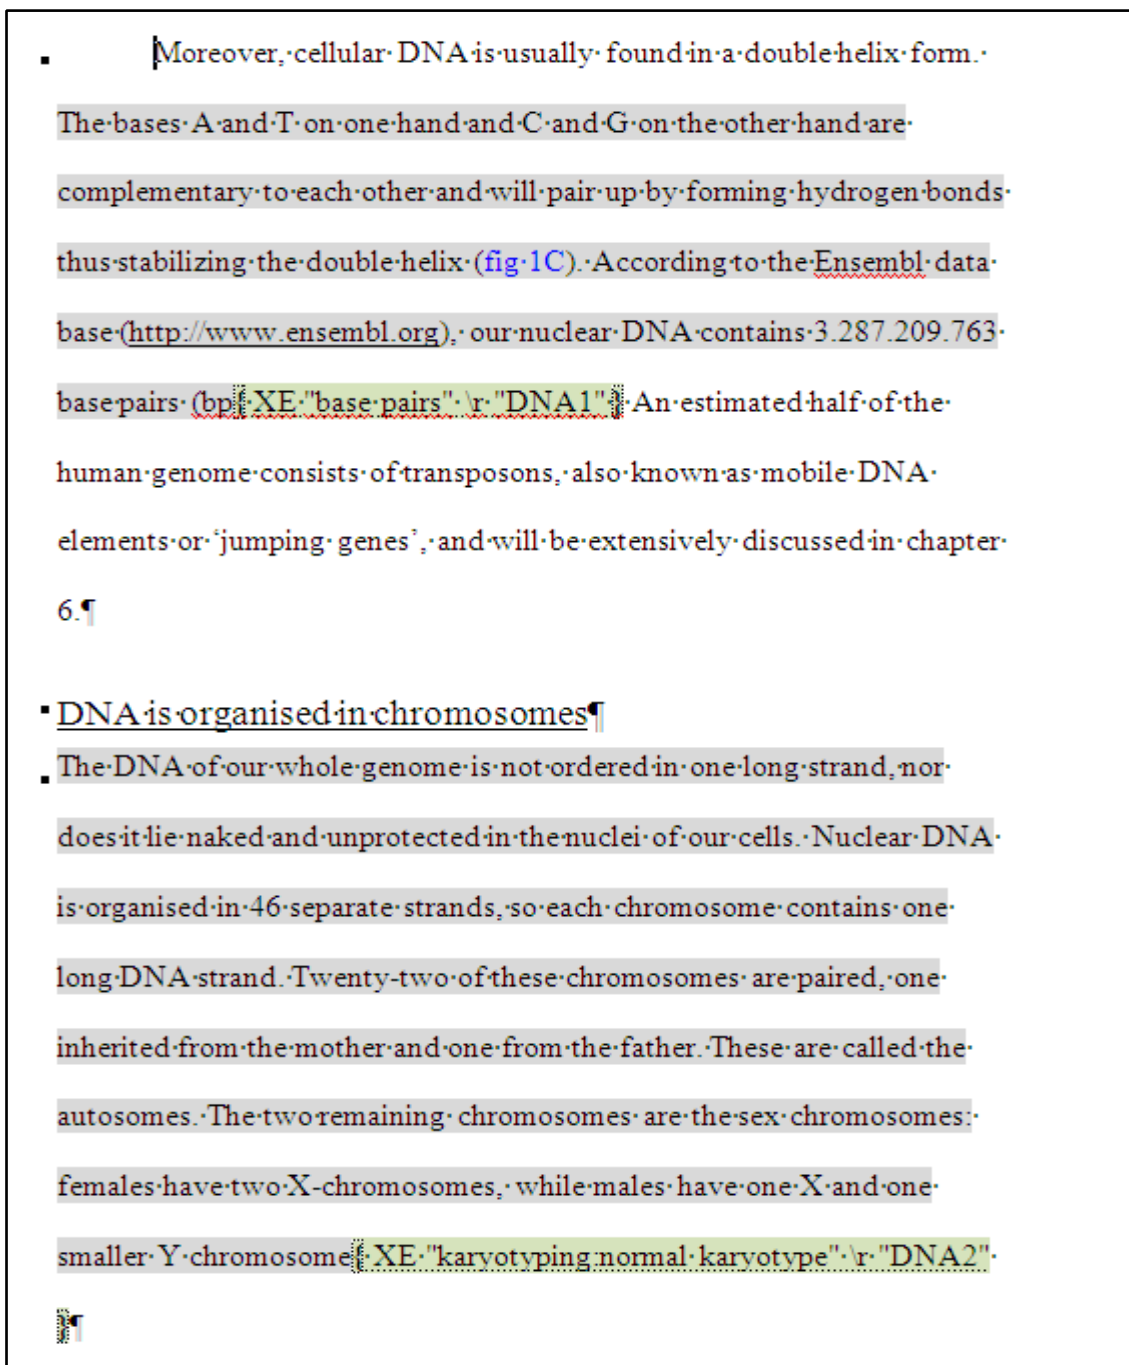 Moreover, cellular DNA is usually found in a double helix form.
The bases A and T on one hand and C and G on the other hand are
complementary to each other and will pair up by forming hydrogen bonds
thus stabilizing the double helix (fig 1C). According to the Ensembl data
base (http://www.ensembl.org), our nuclear DNA contains 3.287.209.763
base pairs (bp{ XE "base pairs" \r "DNA1" } An estimated half of the
human genome consists of transposons, also known as mobile DNA
elements or ‘jumping genes’, and will be extensively discussed in chapter
6.¶
DNA is organised in chromosomes¶
The DNA of our whole genome is not ordered in one long strand, nor
does it lie naked and unprotected in the nuclei of our cells. Nuclear DNA
is organised in 46 separate strands, so each chromosome contains one
long DNA strand. Twenty-two of these chromosomes are paired, one
inherited from the mother and one from the father. These are called the
autosomes. The two remaining chromosomes are the sex chromosomes:
females have two X-chromosomes, while males have one X and one
smaller Y chromosome{ XE "karyotyping:normal karyotype" \r "DNA2"
}¶